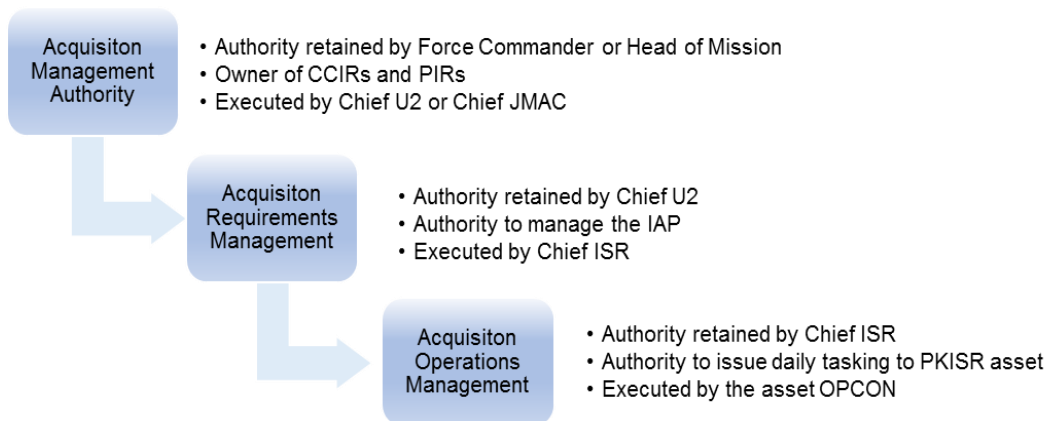 Acquisiton
Management
Authority
• Authority retained by Force Commander or Head of Mission
• Owner of CCIRs and PIRs
• Executed by Chief U2 or Chief JMAC
Acquisiton
Requirements
Management
• Authority retained by Chief U2
• Authority to manage the IAP
• Executed by Chief ISR
Acquisiton
Operations
Management
• Authority retained by Chief ISR
• Authority to issue daily tasking to PKISR asset
• Executed by the asset OPCON